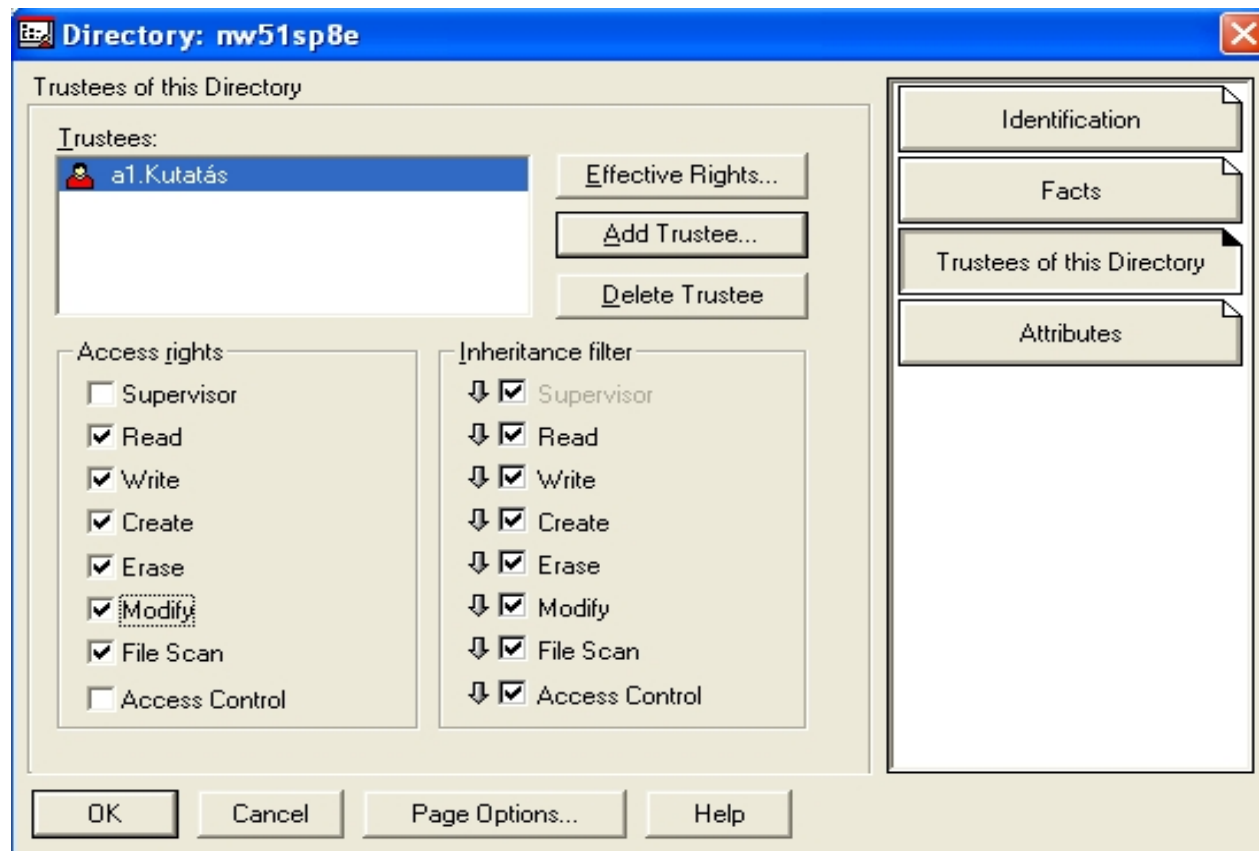 Directory: nw51sp8e
Trustees of this Directory
Trustees:
a1.Kutatás
Effective Rights...
Add Trustee...
Delete Trustee
Access rights
Supervisor
Read
Write
Create
Erase
Modify
File Scan
Access Control
Inheritance filter
Supervisor
Read
Write
Create
Erase
Modify
File Scan
Access Control
Identification
Facts
Trustees of this Directory
Attributes
OK
Cancel
Page Options...
Help